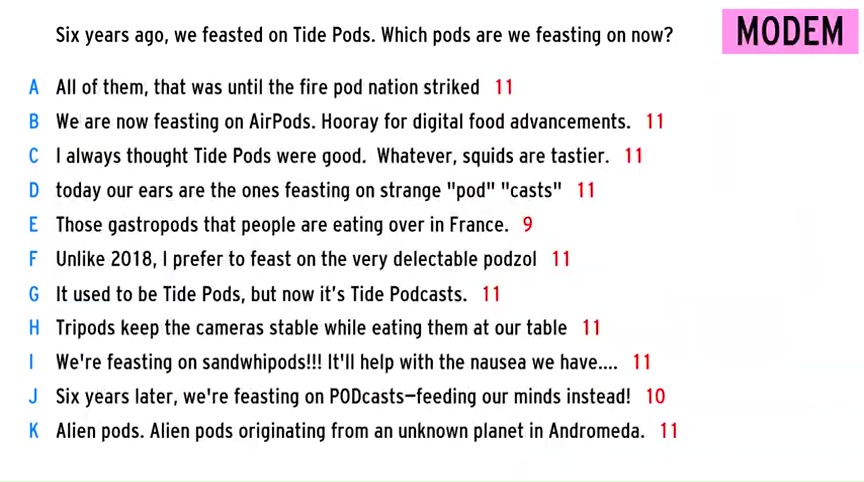 Six years ago, we feasted on Tide Pods. Which pods are we feasting on now?
MODEM
A All of them, that was until the fire pod nation striked 11
B We are now feasting on AirPods. Hooray for digital food advancements. 11
C I always thought Tide Pods were good. Whatever, squids are tastier. 11
D today our ears are the ones feasting on strange "pod" "casts" 11
E Those gastropods that people are eating over in France. 9
F Unlike 2018, I prefer to feast on the very delectable podzol 11
G It used to be Tide Pods, but now it’s Tide Podcasts. 11
H Tripods keep the cameras stable while eating them at our table 11
I We're feasting on sandwhipods!!! It'll help with the nausea we have.... 11
J Six years later, we're feasting on PODcasts—feeding our minds instead! 10
K Alien pods. Alien pods originating from an unknown planet in Andromeda. 11